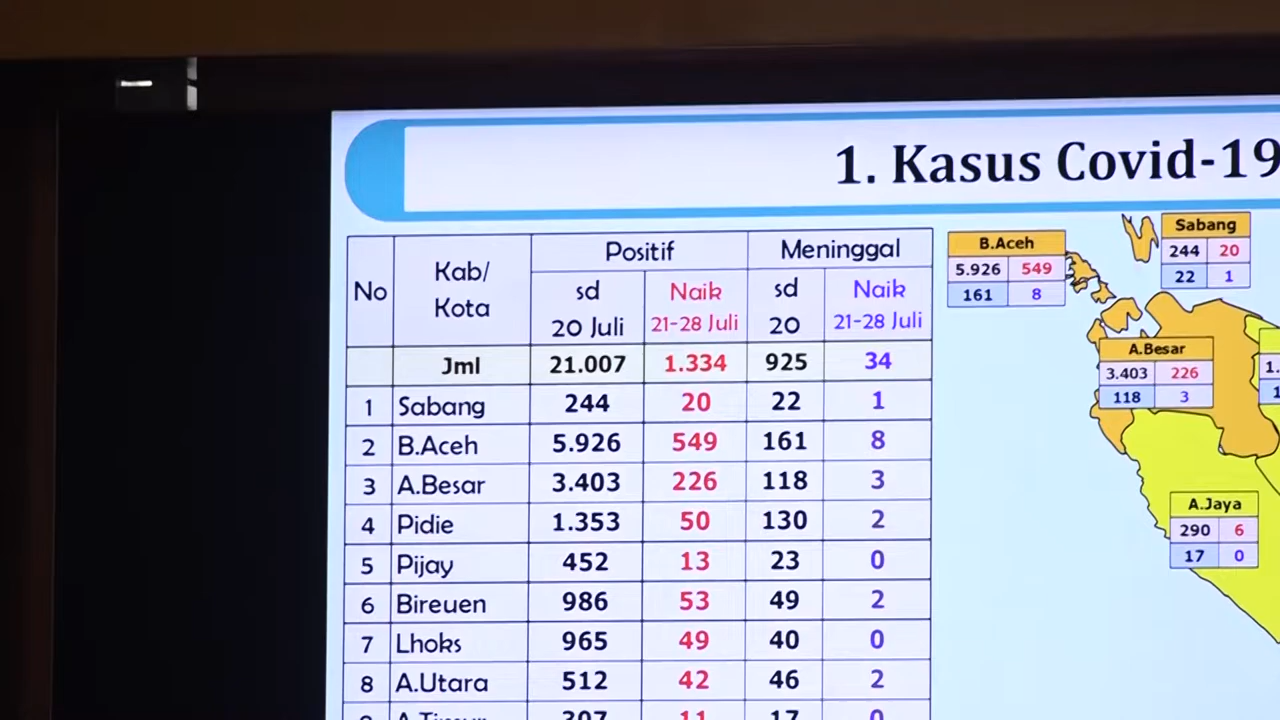 1. Kasus Covid-19
No Kab/ Kota Positif Meninggal
sd 20 Juli Naik 21-28 Juli sd 20 Naik 21-28 Juli
Jml 21.007 1.334 925 34
1 Sabang 244 20 22 1
2 B.Aceh 5.926 549 161 8
3 A.Besar 3.403 226 118 3
4 Pidie 1.353 50 130 2
5 Pijay 452 13 23 0
6 Bireuen 986 53 49 2
7 Lhoks 965 49 40 0
8 A.Utara 512 42 46 2
B.Aceh
5.926 549
161 8
Sabang
244 20
22 1
A.Besar
3.403 226
118 3
A.Jaya
290 6
17 0